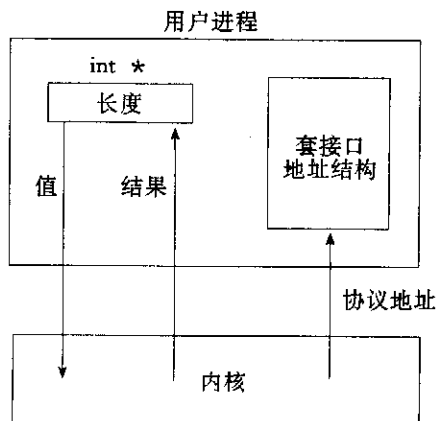 用户进程
int *
长度
套接口
地址结构
值
结果
协议地址
内核